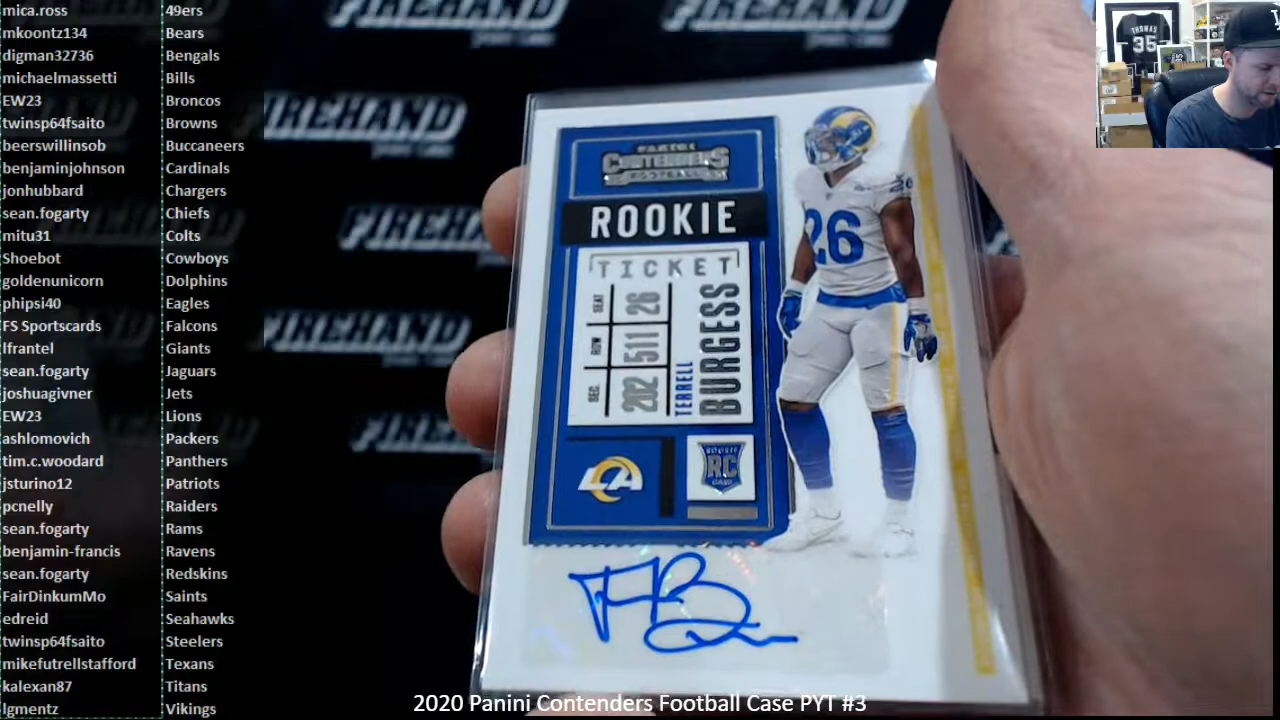 mica.ross 49ers
mkoontz134 Bears
digman32736 Bengals
michaelmassetti Bills
EW23 Broncos
twinsp64fsaito Browns
beerswillinsob Buccaneers
benjaminjohnson Cardinals
jonhubbard Chargers
sean.fogarty Chiefs
mitu31 Colts
Shoebot Cowboys
goldenunicorn Dolphins
phipsi40 Eagles
FS Sportscards Falcons
lfrantel Giants
sean.fogarty Jaguars
joshuagivner Jets
EW23 Lions
ashlomovich Packers
tim.c.woodard Panthers
jsturino12 Patriots
pcnelly Raiders
sean.fogarty Rams
benjamin-francis Ravens
sean.fogarty Redskins
FairDinkumMo Saints
edreid Seahawks
twinsp64fsaito Steelers
mikefutrellstafford Texans
kalexan87 Titans
lgmentz Vikings
FIREHAND
FIREHAND
FIREHAND
FIREHAND
FIREHAND
THOMAS
35
PANINI
CONTENDERS
FOOTBALL
ROOKIE
TICKET
SEAT 26
ROW 511
SEC. 202
TERRELL
BURGESS
LA
ROOKIE
RC
CARD
26
2020 Panini Contenders Football Case PYT #3